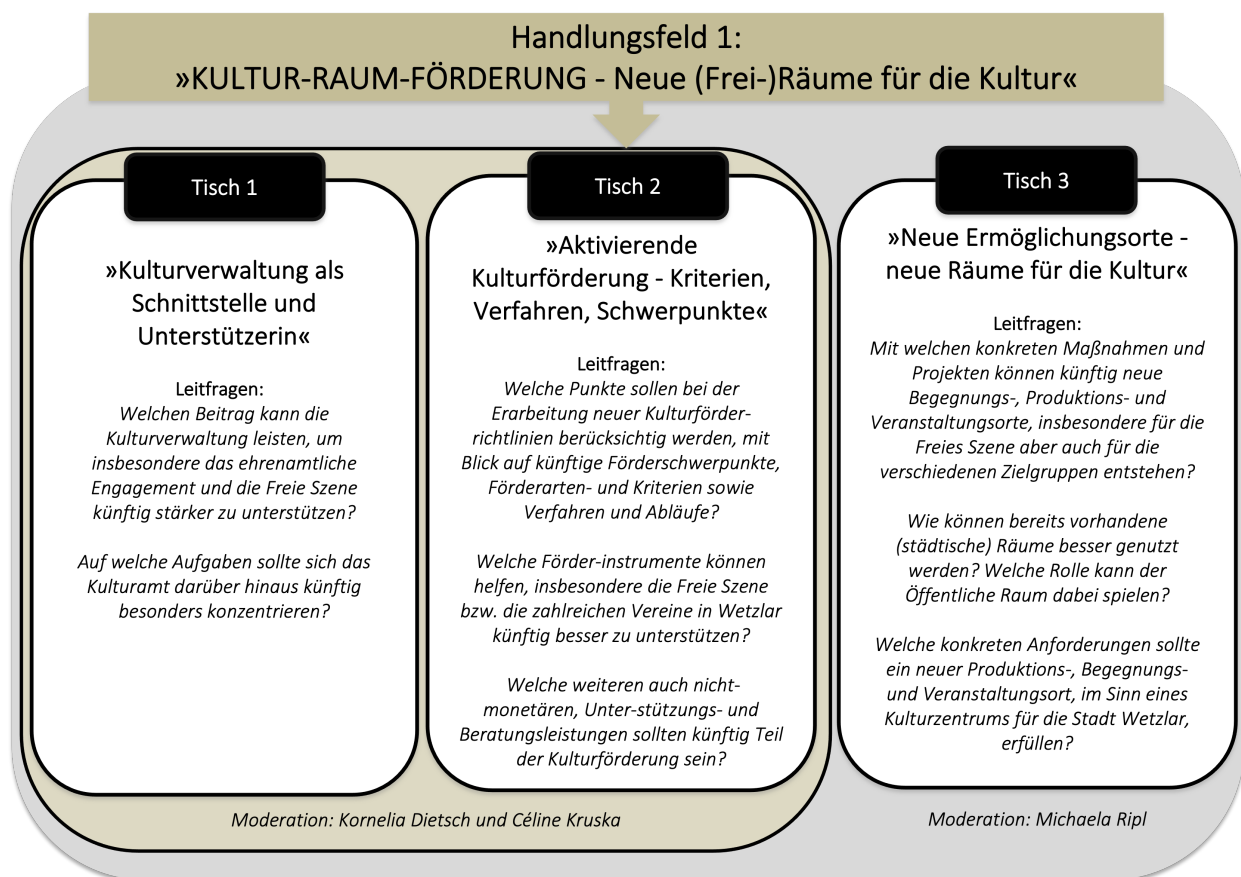 Handlungsfeld 1:
»KULTUR-RAUM-FÖRDERUNG - Neue (Frei-)Räume für die Kultur«
Tisch 1
»Kulturverwaltung als
Schnittstelle und
Unterstützerin«
Leitfragen:
Welchen Beitrag kann die
Kulturverwaltung leisten, um
insbesondere das ehrenamtliche
Engagement und die Freie Szene
künftig stärker zu unterstützen?
Auf welche Aufgaben sollte sich das
Kulturamt darüber hinaus künftig
besonders konzentrieren?
Tisch 2
»Aktivierende
Kulturförderung - Kriterien,
Verfahren, Schwerpunkte«
Leitfragen:
Welche Punkte sollen bei der
Erarbeitung neuer Kulturförder-
richtlinien berücksichtig werden, mit
Blick auf künftige Förderschwerpunkte,
Förderarten- und Kriterien sowie
Verfahren und Abläufe?
Welche Förder-instrumente können
helfen, insbesondere die Freie Szene
bzw. die zahlreichen Vereine in Wetzlar
künftig besser zu unterstützen?
Welche weiteren auch nicht-
monetären, Unter-stützungs- und
Beratungsleistungen sollten künftig Teil
der Kulturförderung sein?
Moderation: Kornelia Dietsch und Céline Kruska
Tisch 3
»Neue Ermöglichungsorte -
neue Räume für die Kultur«
Leitfragen:
Mit welchen konkreten Maßnahmen und
Projekten können künftig neue
Begegnungs-, Produktions- und
Veranstaltungsorte, insbesondere für die
Freies Szene aber auch für die
verschiedenen Zielgruppen entstehen?
Wie können bereits vorhandene
(städtische) Räume besser genutzt
werden? Welche Rolle kann der
Öffentliche Raum dabei spielen?
Welche konkreten Anforderungen sollte
ein neuer Produktions-, Begegnungs-
und Veranstaltungsort, im Sinn eines
Kulturzentrums für die Stadt Wetzlar,
erfüllen?
Moderation: Michaela Ripl